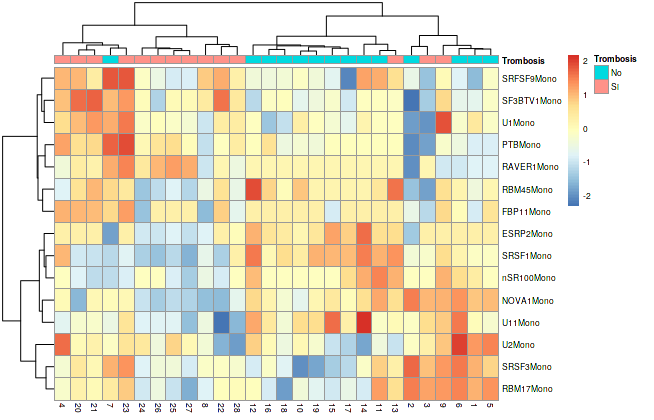 Trombosis
SRFSF9Mono
SF3BTV1Mono
U1Mono
PTBMono
RAVER1Mono
RBM45Mono
FBP11Mono
ESRP2Mono
SRSF1Mono
nSR100Mono
NOVA1Mono
U11Mono
U2Mono
SRSF3Mono
RBM17Mono
4 20 21 7 23 24 26 25 27 8 22 28 12 16 18 10 19 15 17 14 11 13 2 3 9 6 1 5
2
1
0
-1
-2
Trombosis
No
SI